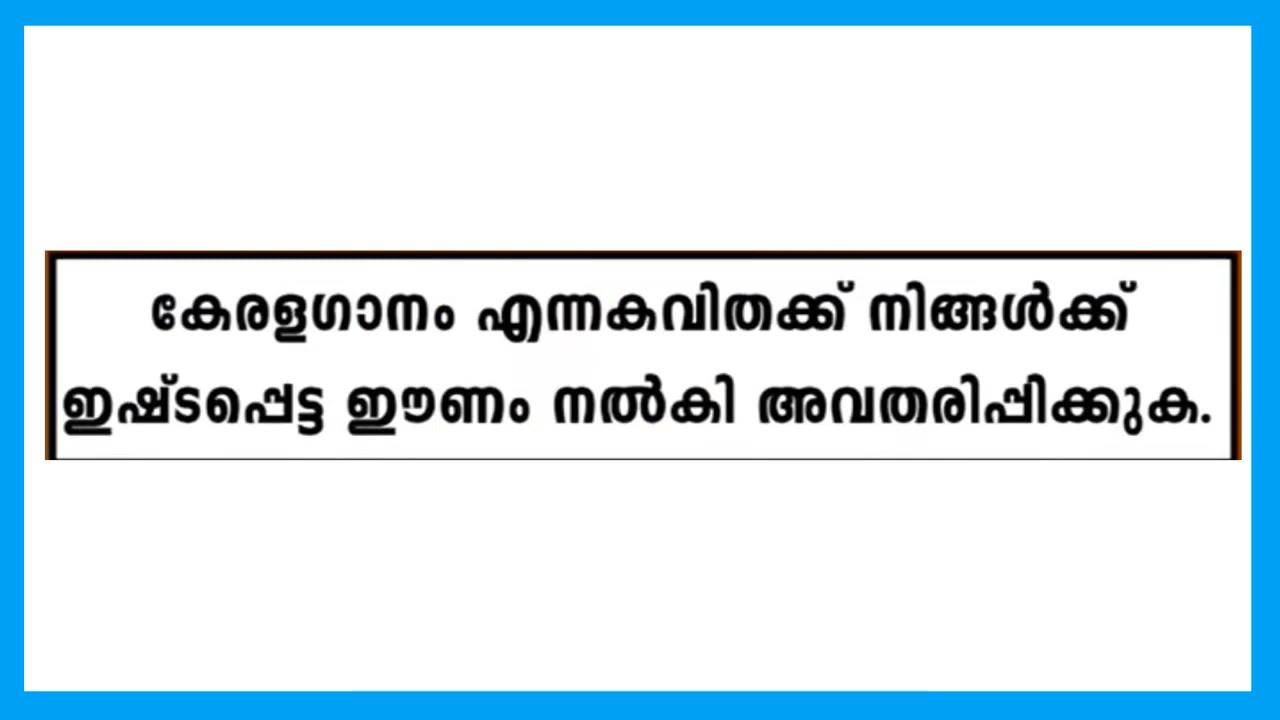 കേരളഗാനം എന്നകവിതക്ക് നിങ്ങൾക്ക്
ഇഷ്ടപ്പെട്ട ഈണം നൽകി അവതരിപ്പിക്കുക.